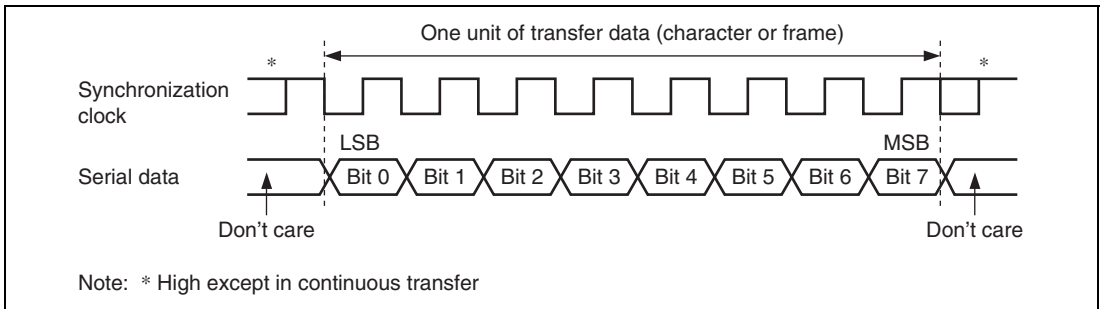 One unit of transfer data (character or frame)
*
*
Synchronization
clock
LSB
MSB
Serial data
Bit 0
Bit 1
Bit 2
Bit 3
Bit 4
Bit 5
Bit 6
Bit 7
Don't care
Don't care
Note: * High except in continuous transfer